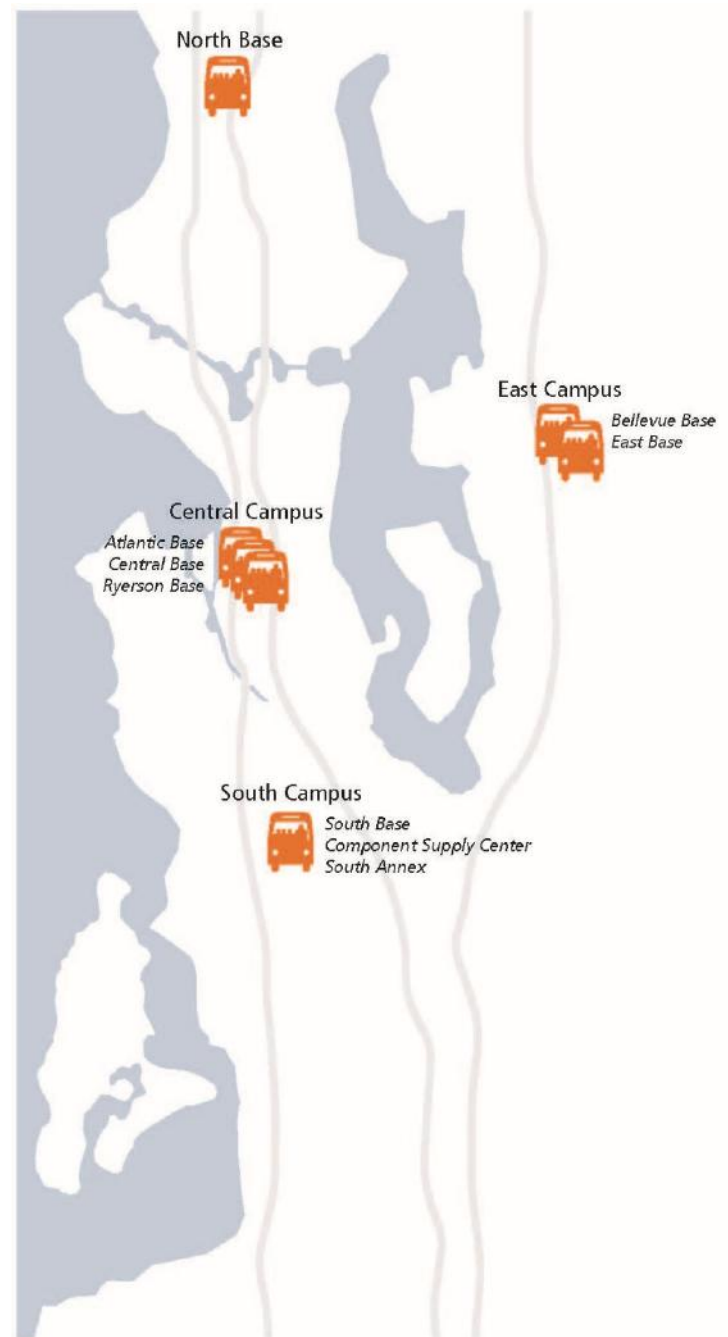 North Base
East Campus
Bellevue Base
East Base
Central Campus
Atlantic Base
Central Base
Ryerson Base
South Campus
South Base
Component Supply Center
South Annex